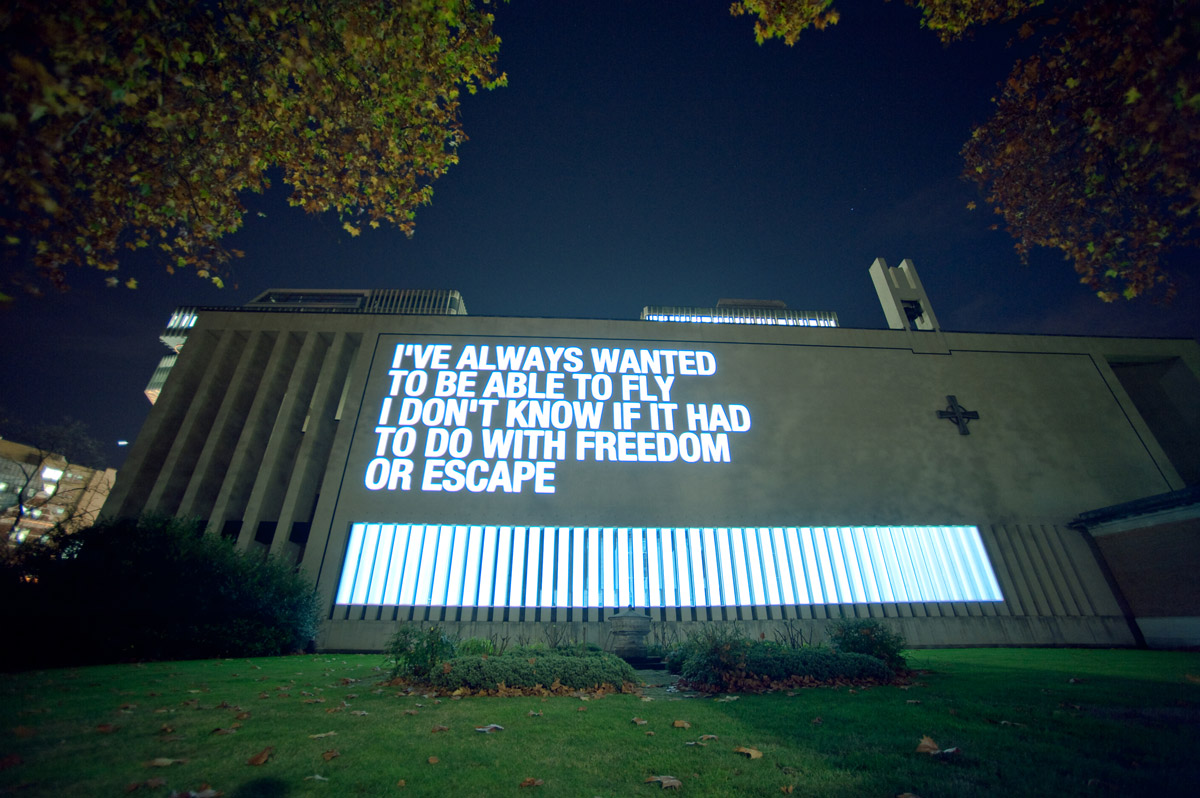 I'VE ALWAYS WANTED
TO BE ABLE TO FLY
I DON'T KNOW IF IT HAD
TO DO WITH FREEDOM
OR ESCAPE